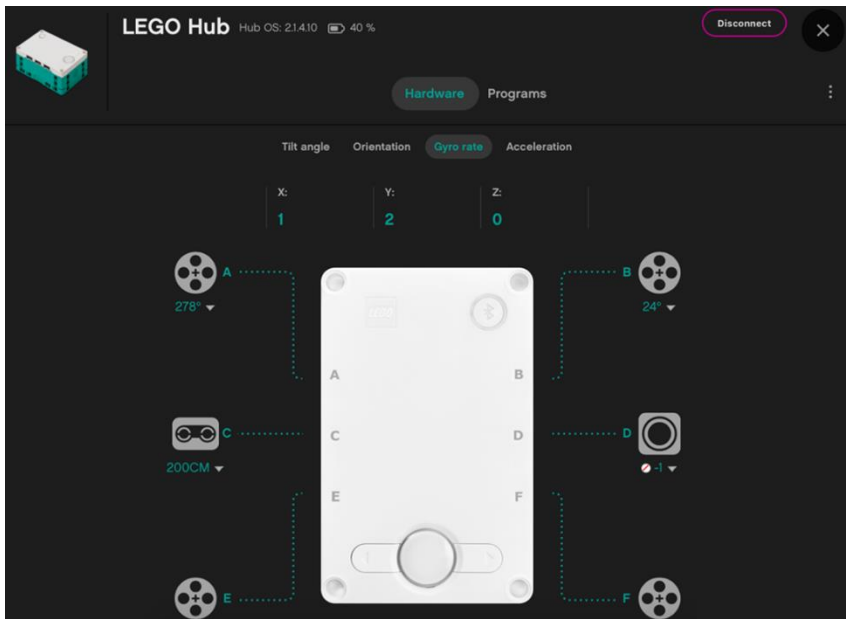 LEGO Hub Hub OS: 2.1.4.10 40 %
Disconnect
Hardware Programs
Tilt angle Orientation Gyro rate Acceleration
X: Y: Z:
1 2 0
A B
278° 24°
A B
C C D D
200CM -1
E F
E F